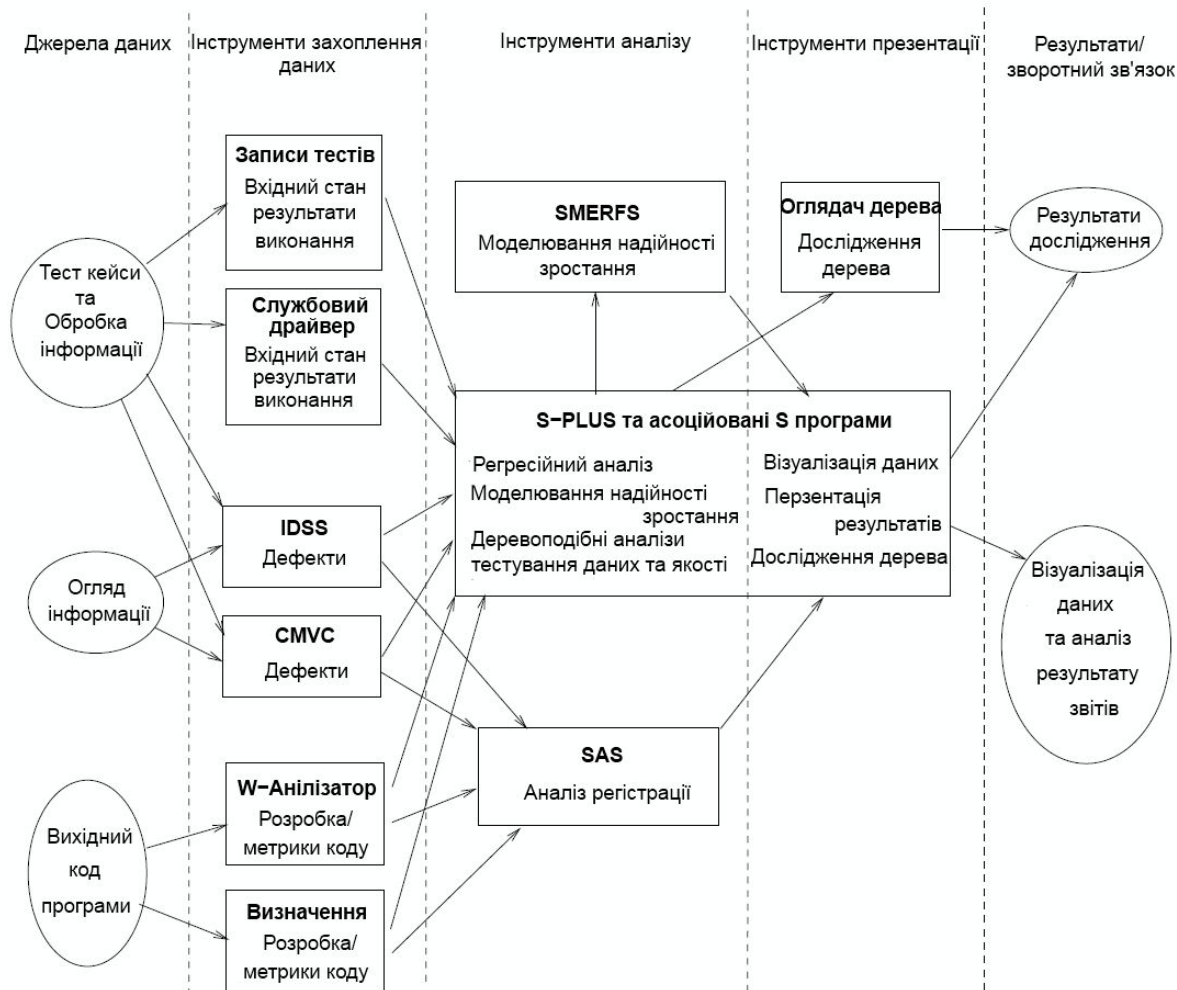 Джерела даних
Інструменти захоплення
даних
Інструменти аналізу
Інструменти презентації
Результати/
зворотний зв'язок
Тест кейси
та
Обробка
інформації
Огляд
інформації
Вихідний
код
програми
Записи тестів
Вхідний стан
результати
виконання
Службовий
драйвер
Вхідний стан
результати
виконання
IDSS
Дефекти
CMVC
Дефекти
W-Анілізатор
Розробка/
метрики коду
Визначення
Розробка/
метрики коду
SMERFS
Моделювання надійності
зростання
S-PLUS та асоційовані S програми
Регресійний аналіз
Моделювання надійності
зростання
Деревоподібні аналізи
тестування даних та якості
Візуалізація даних
Перзентація
результатів
Дослідження дерева
SAS
Аналіз регістрації
Оглядач дерева
Дослідження
дерева
Результати
дослідження
Візуалізація
даних
та аналіз
результату
звітів